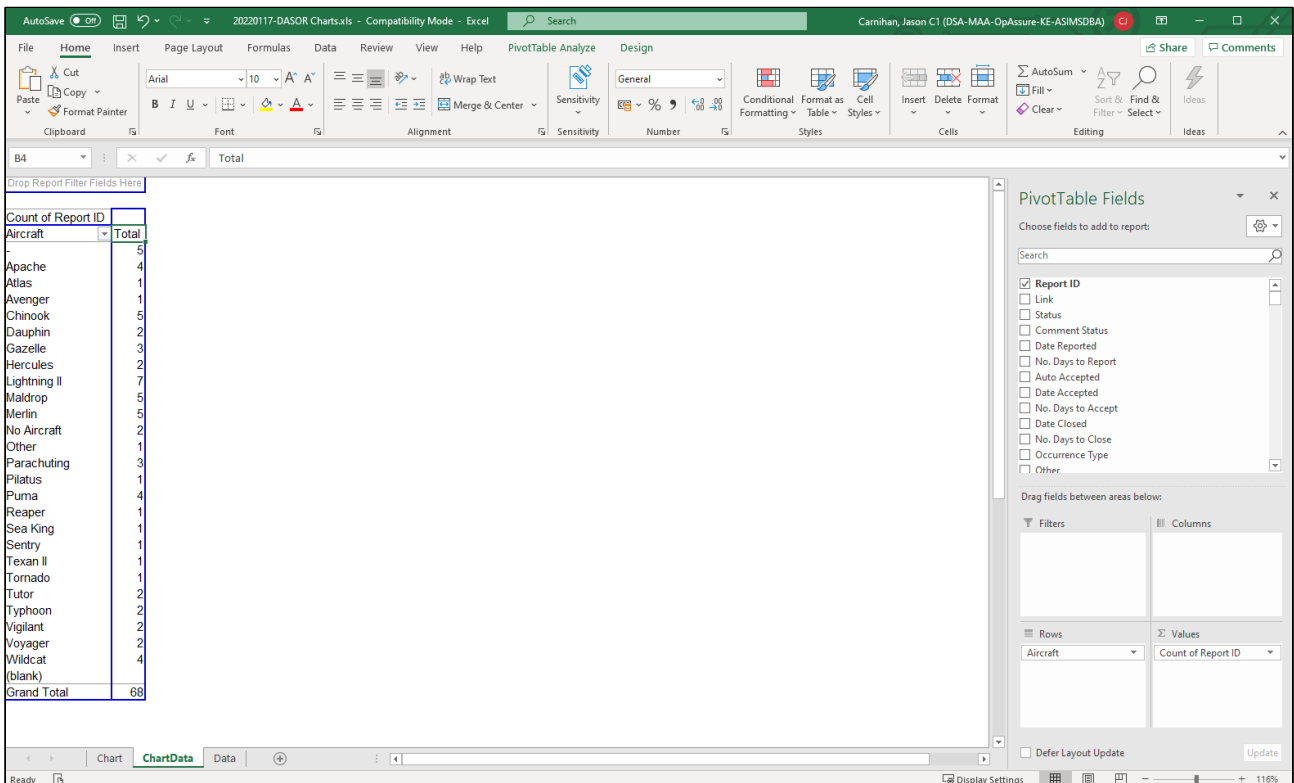 AutoSave Off 20220117-DASOR Charts.xls - Compatibility Mode - Excel Search Carnihan, Jason C1 (DSA-MAA-OpAssure-KE-ASIMSDBA) CJ
File Home Insert Page Layout Formulas Data Review View Help PivotTable Analyze Design Share Comments
Paste Cut Copy Format Painter
Arial 10 A A
B I U A
Wrap Text
Merge & Center
Sensitivity
General
% 9
Conditional Formatting Format as Table Cell Styles
Insert Delete Format
AutoSum Fill Clear
Sort & Filter Find & Select
Ideas
Clipboard Font Alignment Sensitivity Number Styles Cells Editing Ideas
B4 fx Total
Drop Report Filter Fields Here
Count of Report ID
Aircraft Total
- 5
Apache 4
Atlas 1
Avenger 1
Chinook 5
Dauphin 2
Gazelle 3
Hercules 2
Lightning II 7
Maldrop 5
Merlin 5
No Aircraft 2
Other 1
Parachuting 3
Pilatus 1
Puma 4
Reaper 1
Sea King 1
Sentry 1
Texan II 1
Tornado 1
Tutor 2
Typhoon 2
Vigilant 2
Voyager 2
Wildcat 4
(blank)
Grand Total 68
PivotTable Fields
Choose fields to add to report:
Search
Report ID
Link
Status
Comment Status
Date Reported
No. Days to Report
Auto Accepted
Date Accepted
No. Days to Accept
Date Closed
No. Days to Close
Occurrence Type
Other
Drag fields between areas below:
Filters Columns
Rows Σ Values
Aircraft Count of Report ID
Defer Layout Update Update
Chart ChartData Data
Ready Display Settings 116%